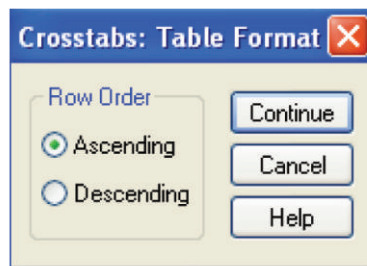 Crosstabs: Table Format
Row Order
Ascending
Descending
Continue
Cancel
Help